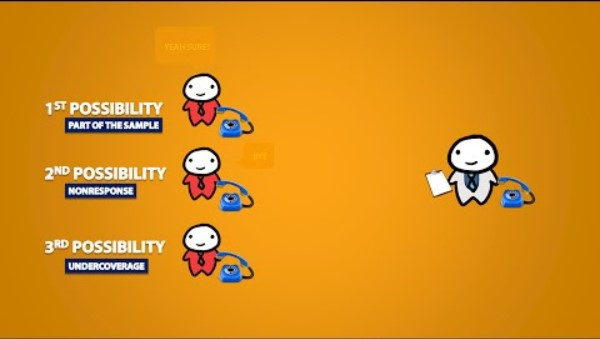 YEAH SURE!
1ST POSSIBILITY
PART OF THE SAMPLE
2ND POSSIBILITY
NONRESPONSE
3RD POSSIBILITY
UNDERCOVERAGE